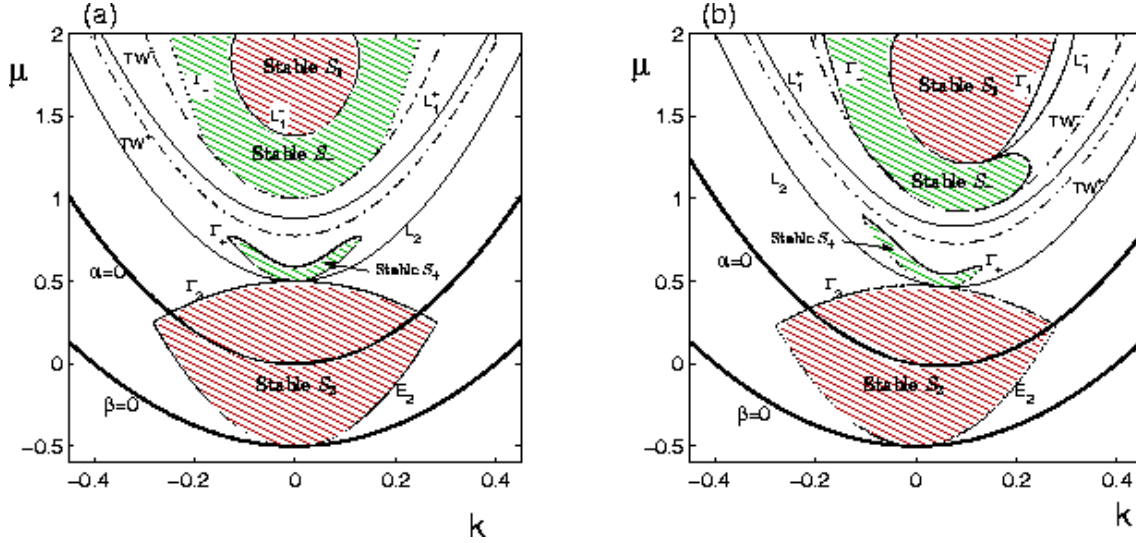 (a)
μ
2
1.5
1
0.5
0
−0.5
−0.4
−0.2
0
0.2
0.4
k
TW⁻
Γ₋
Stable S₁
L₁⁻
L₁⁺
TW⁺
Stable S₋
Γ₊
L₂
Stable S₊
α=0
Γ₂
Stable S₂
E₂
β=0
(b)
μ
2
1.5
1
0.5
0
−0.5
−0.4
−0.2
0
0.2
0.4
k
L₁⁺
Γ₋
Stable S₁
Γ₁
L₁⁻
TW⁻
Stable S₋
TW⁺
L₂
Stable S₊
Γ₊
α=0
Γ₂
Stable S₂
E₂
β=0